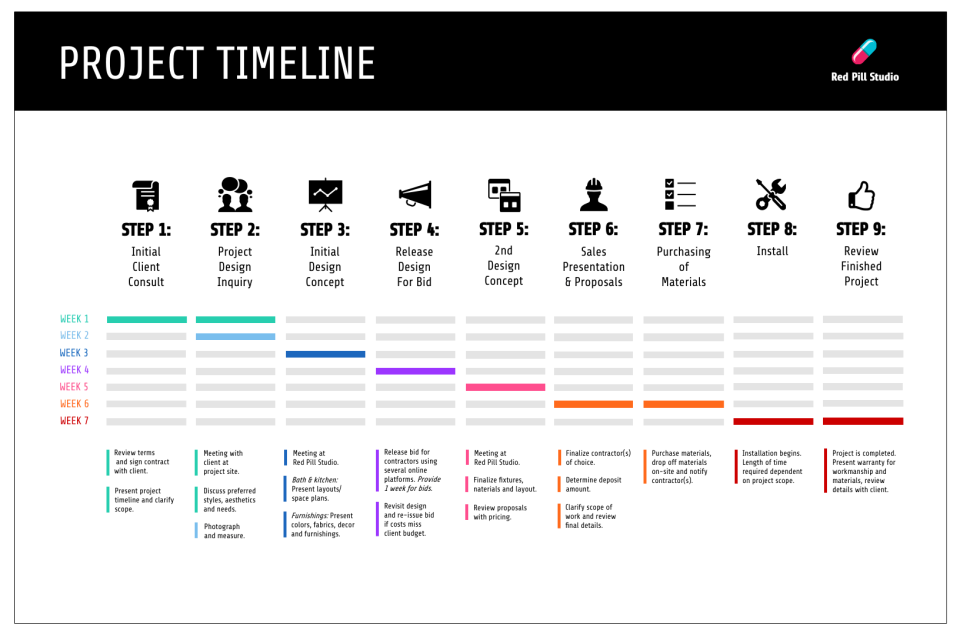 PROJECT TIMELINE
Red Pill Studio
STEP 1:
Initial
Client
Consult
STEP 2:
Project
Design
Inquiry
STEP 3:
Initial
Design
Concept
STEP 4:
Release
Design
For Bid
STEP 5:
2nd
Design
Concept
STEP 6:
Sales
Presentation
& Proposals
STEP 7:
Purchasing
of
Materials
STEP 8:
Install
STEP 9:
Review
Finished
Project
WEEK 1
WEEK 2
WEEK 3
WEEK 4
WEEK 5
WEEK 6
WEEK 7
Review terms
and sign contract
with client.
Present project
timeline and clarify
scope.
Meeting with
client at
project site.
Discuss preferred
styles, aesthetics
and needs.
Photograph
and measure.
Meeting at
Red Pill Studio.
Bath & kitchen:
Present layouts/
space plans.
Furnishings: Present
colors, fabrics, decor
and furnishings.
Release bid for
contractors using
several online
platforms. Provide
1 week for bids.
Revisit design
and re-issue bid
if costs miss
client budget.
Meeting at
Red Pill Studio.
Finalize fixtures,
naterials and layout.
Review proposals
with pricing.
Finalize contractor(s)
of choice.
Determine deposit
amount.
Clarify scope of
work and review
final details.
Purchase materials,
drop off materials
on-site and notify
contractor(s).
Installation begins.
Length of time
required dependent
on project scope.
Project is completed.
Present warranty for
workmanship and
materials, review
details with client.